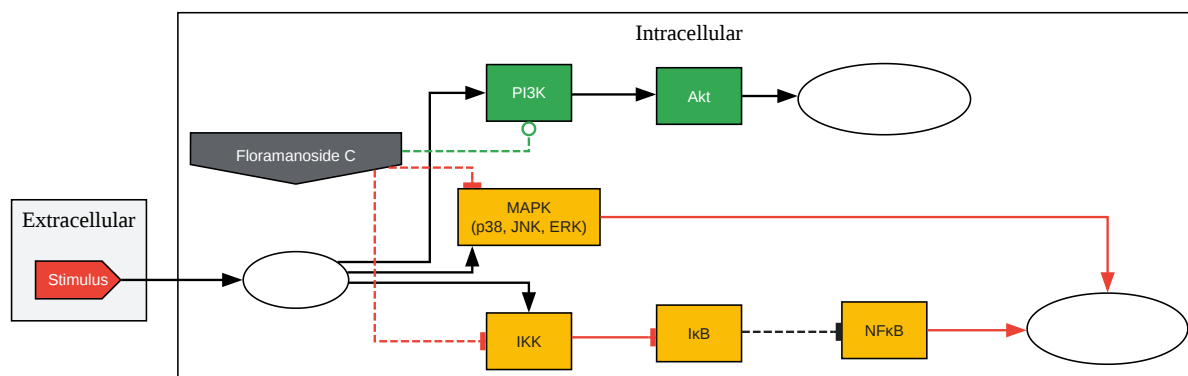 Intracellular
PI3K
Akt
Floramanoside C
MAPK
(p38, JNK, ERK)
Extracellular
Stimulus
IKK
IκB
NFκB